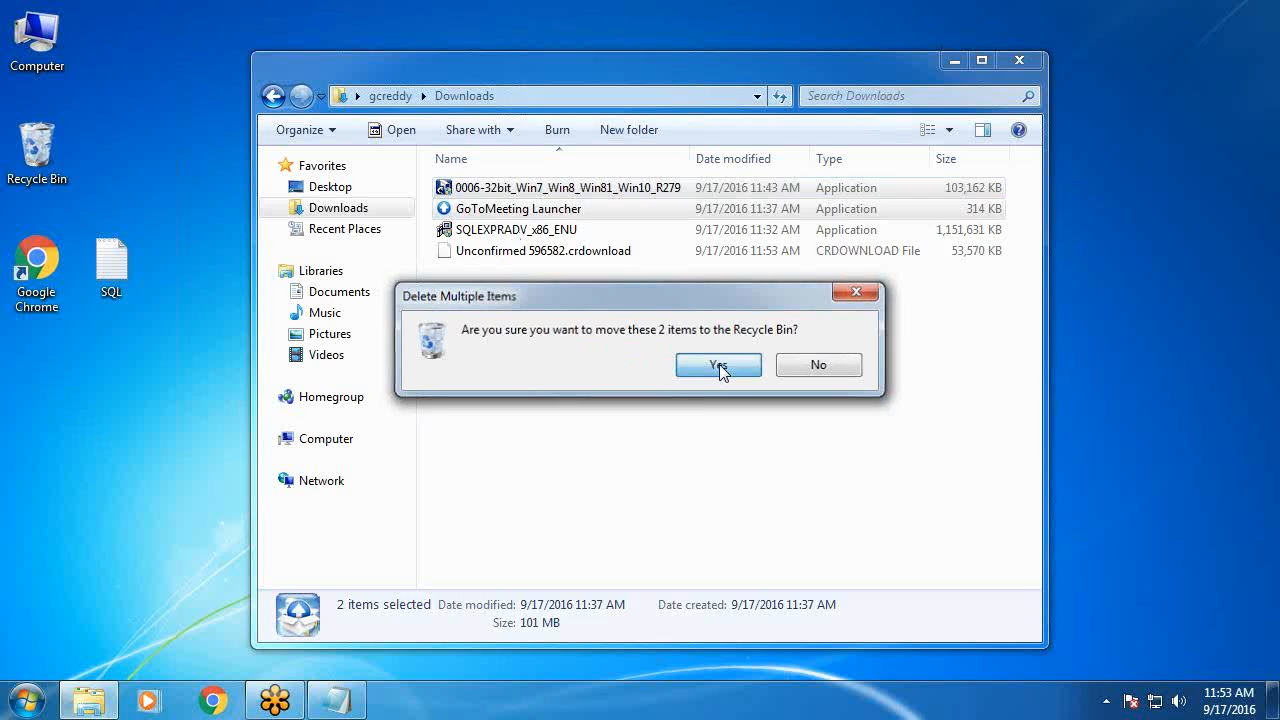 Computer
Recycle Bin
Google Chrome
SQL
gcreddy Downloads
Search Downloads
Organize Open Share with Burn New folder
Name Date modified Type Size
Favorites
Desktop
Downloads
Recent Places
Libraries
Documents
Music
Pictures
Videos
Homegroup
Computer
Network
0006-32bit_Win7_Win8_Win81_Win10_R279 9/17/2016 11:43 AM Application 103,162 KB
GoToMeeting Launcher 9/17/2016 11:37 AM Application 314 KB
SQLEXPRADV_x86_ENU 9/17/2016 11:32 AM Application 1,151,631 KB
Unconfirmed 596582.crdownload 9/17/2016 11:53 AM CRDOWNLOAD File 53,570 KB
Delete Multiple Items
Are you sure you want to move these 2 items to the Recycle Bin?
Yes No
2 items selected Date modified: 9/17/2016 11:37 AM Date created: 9/17/2016 11:37 AM
Size: 101 MB
11:53 AM
9/17/2016